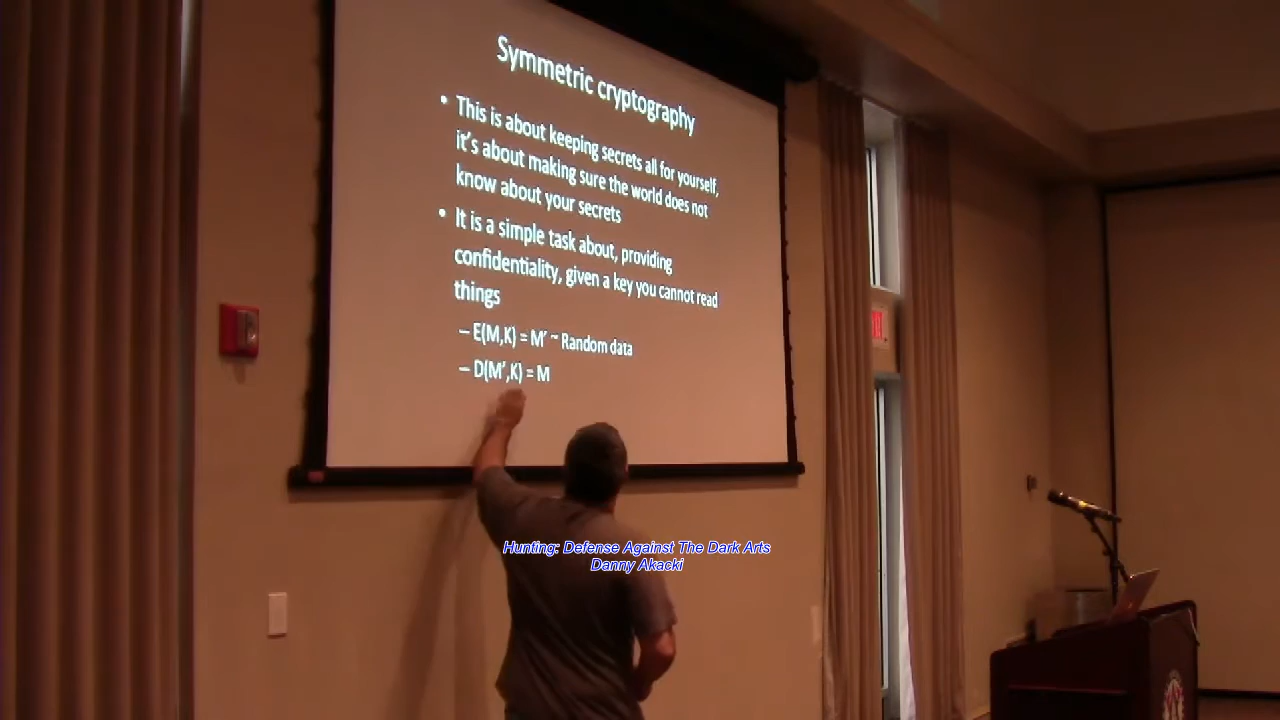 Symmetric cryptography
• This is about keeping secrets all for yourself,
it's about making sure the world does not
know about your secrets
• It is a simple task about, providing
confidentiality, given a key you cannot read
things
– E(M,K) = M' ~ Random data
– D(M',K) = M
Hunting: Defense Against The Dark Arts
Danny Akacki